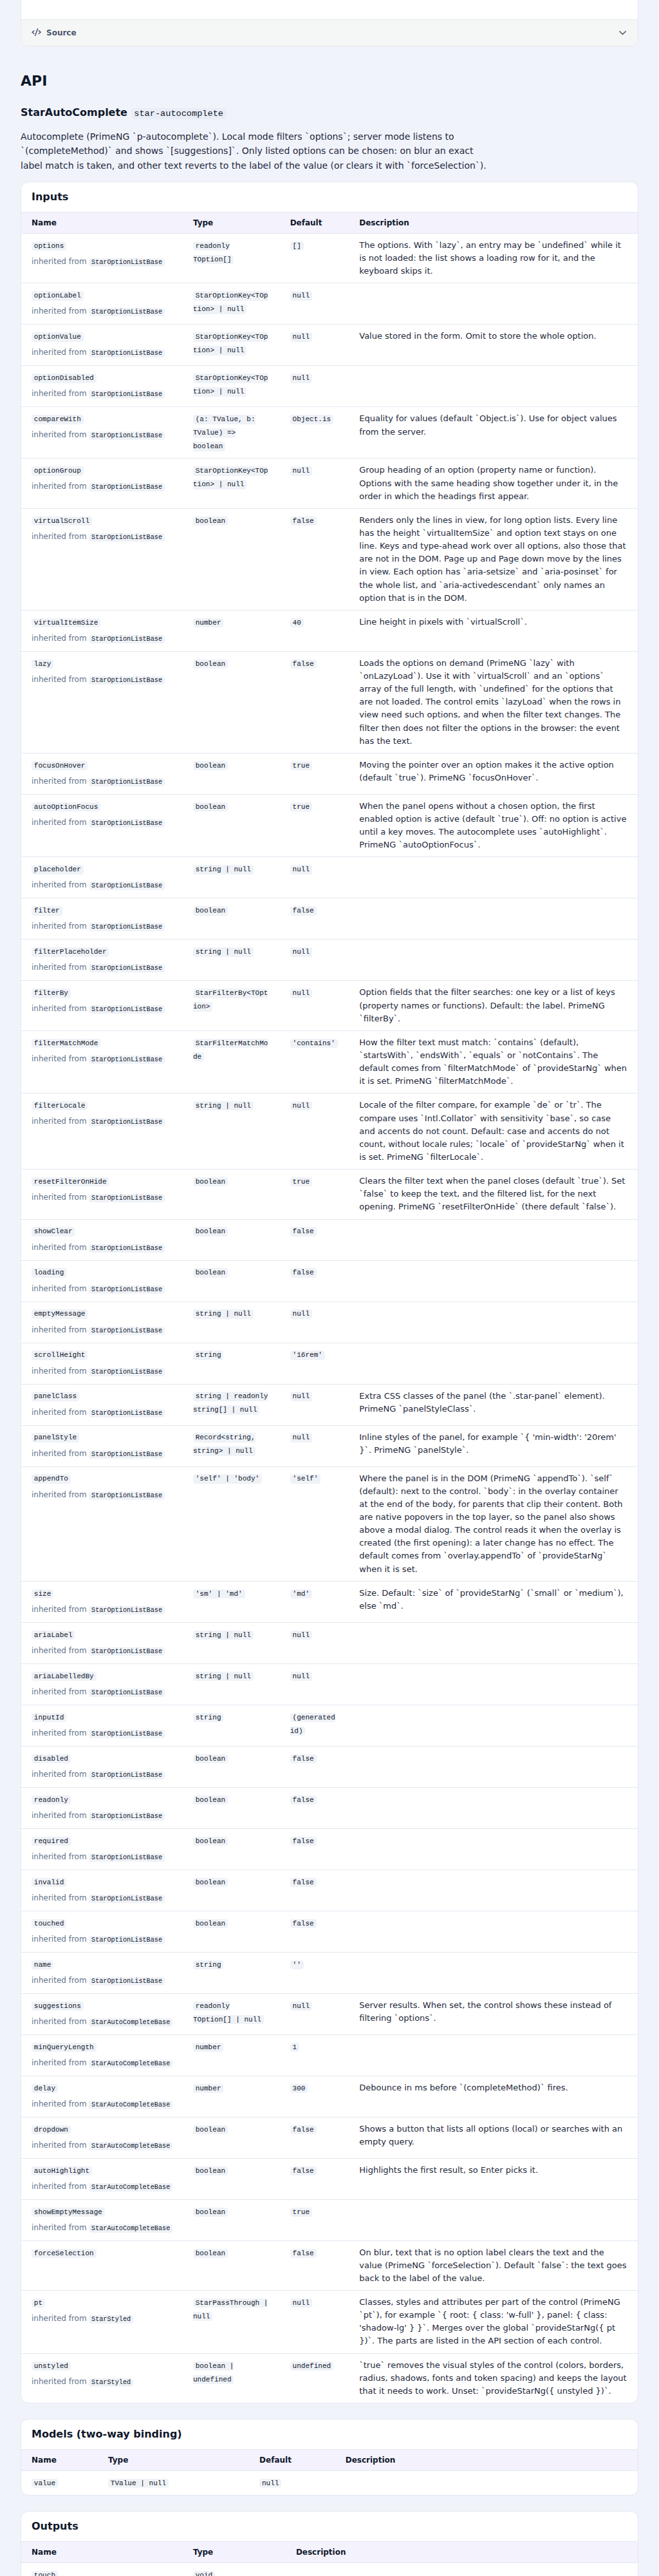 </> Source
API
StarAutoComplete star-autocomplete
Autocomplete (PrimeNG `p-autocomplete`). Local mode filters `options`; server mode listens to
`(completeMethod)` and shows `[suggestions]`. Only listed options can be chosen: on blur an exact
label match is taken, and other text reverts to the label of the value (or clears it with `forceSelection`).
Inputs
Name Type Default Description
options readonly [] The options. With `lazy`, an entry may be `undefined` while it
inherited from StarOptionListBase TOption[] is not loaded: the list shows a loading row for it, and the
keyboard skips it.
optionLabel StarOptionKey<TOp null
inherited from StarOptionListBase tion> | null
optionValue StarOptionKey<TOp null Value stored in the form. Omit to store the whole option.
inherited from StarOptionListBase tion> | null
optionDisabled StarOptionKey<TOp null
inherited from StarOptionListBase tion> | null
compareWith (a: TValue, b: Object.is Equality for values (default `Object.is`). Use for object values
inherited from StarOptionListBase TValue) => from the server.
boolean
optionGroup StarOptionKey<TOp null Group heading of an option (property name or function).
inherited from StarOptionListBase tion> | null Options with the same heading show together under it, in the
order in which the headings first appear.
virtualScroll boolean false Renders only the lines in view, for long option lists. Every line
inherited from StarOptionListBase has the height `virtualItemSize` and option text stays on one
line. Keys and type-ahead work over all options, also those that
are not in the DOM. Page up and Page down move by the lines
in view. Each option has `aria-setsize` and `aria-posinset` for
the whole list, and `aria-activedescendant` only names an
option that is in the DOM.
virtualItemSize number 40 Line height in pixels with `virtualScroll`.
inherited from StarOptionListBase
lazy boolean false Loads the options on demand (PrimeNG `lazy` with
inherited from StarOptionListBase `onLazyLoad`). Use it with `virtualScroll` and an `options`
array of the full length, with `undefined` for the options that
are not loaded. The control emits `lazyLoad` when the rows in
view need such options, and when the filter text changes. The
filter then does not filter the options in the browser: the event
has the text.
focusOnHover boolean true Moving the pointer over an option makes it the active option
inherited from StarOptionListBase (default `true`). PrimeNG `focusOnHover`.
autoOptionFocus boolean true When the panel opens without a chosen option, the first
inherited from StarOptionListBase enabled option is active (default `true`). Off: no option is active
until a key moves. The autocomplete uses `autoHighlight`.
PrimeNG `autoOptionFocus`.
placeholder string | null null
inherited from StarOptionListBase
filter boolean false
inherited from StarOptionListBase
filterPlaceholder string | null null
inherited from StarOptionListBase
filterBy StarFilterBy<TOpt null Option fields that the filter searches: one key or a list of keys
inherited from StarOptionListBase ion> (property names or functions). Default: the label. PrimeNG
`filterBy`.
filterMatchMode StarFilterMatchMo 'contains' How the filter text must match: `contains` (default),
inherited from StarOptionListBase de `startsWith`, `endsWith`, `equals` or `notContains`. The
default comes from `filterMatchMode` of `provideStarNg` when
it is set. PrimeNG `filterMatchMode`.
filterLocale string | null null Locale of the filter compare, for example `de` or `tr`. The
inherited from StarOptionListBase compare uses `Intl.Collator` with sensitivity `base`, so case
and accents do not count. Default: case and accents do not
count, without locale rules; `locale` of `provideStarNg` when it
is set. PrimeNG `filterLocale`.
resetFilterOnHide boolean true Clears the filter text when the panel closes (default `true`). Set
inherited from StarOptionListBase `false` to keep the text, and the filtered list, for the next
opening. PrimeNG `resetFilterOnHide` (there default `false`).
showClear boolean false
inherited from StarOptionListBase
loading boolean false
inherited from StarOptionListBase
emptyMessage string | null null
inherited from StarOptionListBase
scrollHeight string '16rem'
inherited from StarOptionListBase
panelClass string | readonly null Extra CSS classes of the panel (the `.star-panel` element).
inherited from StarOptionListBase string[] | null PrimeNG `panelStyleClass`.
panelStyle Record<string, null Inline styles of the panel, for example `{ 'min-width': '20rem'
inherited from StarOptionListBase string> | null }`. PrimeNG `panelStyle`.
appendTo 'self' | 'body' 'self' Where the panel is in the DOM (PrimeNG `appendTo`). `self`
inherited from StarOptionListBase (default): next to the control. `body`: in the overlay container
at the end of the body, for parents that clip their content. Both
are native popovers in the top layer, so the panel also shows
above a modal dialog. The control reads it when the overlay is
created (the first opening): a later change has no effect. The
default comes from `overlay.appendTo` of `provideStarNg`
when it is set.
size 'sm' | 'md' 'md' Size. Default: `size` of `provideStarNg` (`small` or `medium`),
inherited from StarOptionListBase else `md`.
ariaLabel string | null null
inherited from StarOptionListBase
ariaLabelledBy string | null null
inherited from StarOptionListBase
inputId string (generated
inherited from StarOptionListBase id)
disabled boolean false
inherited from StarOptionListBase
readonly boolean false
inherited from StarOptionListBase
required boolean false
inherited from StarOptionListBase
invalid boolean false
inherited from StarOptionListBase
touched boolean false
inherited from StarOptionListBase
name string ''
inherited from StarOptionListBase
suggestions readonly null Server results. When set, the control shows these instead of
inherited from StarAutoCompleteBase TOption[] | null filtering `options`.
minQueryLength number 1
inherited from StarAutoCompleteBase
delay number 300 Debounce in ms before `(completeMethod)` fires.
inherited from StarAutoCompleteBase
dropdown boolean false Shows a button that lists all options (local) or searches with an
inherited from StarAutoCompleteBase empty query.
autoHighlight boolean false Highlights the first result, so Enter picks it.
inherited from StarAutoCompleteBase
showEmptyMessage boolean true
inherited from StarAutoCompleteBase
forceSelection boolean false On blur, text that is no option label clears the text and the
value (PrimeNG `forceSelection`). Default `false`: the text goes
back to the label of the value.
pt StarPassThrough | null Classes, styles and attributes per part of the control (PrimeNG
inherited from StarStyled null `pt`), for example `{ root: { class: 'w-full' }, panel: { class:
'shadow-lg' } }`. Merges over the global `provideStarNg({ pt
})`. The parts are listed in the API section of each control.
unstyled boolean | undefined `true` removes the visual styles of the control (colors, borders,
inherited from StarStyled undefined radius, shadows, fonts and token spacing) and keeps the layout
that it needs to work. Unset: `provideStarNg({ unstyled })`.
Models (two-way binding)
Name Type Default Description
value TValue | null null
Outputs
Name Type Description
touch void